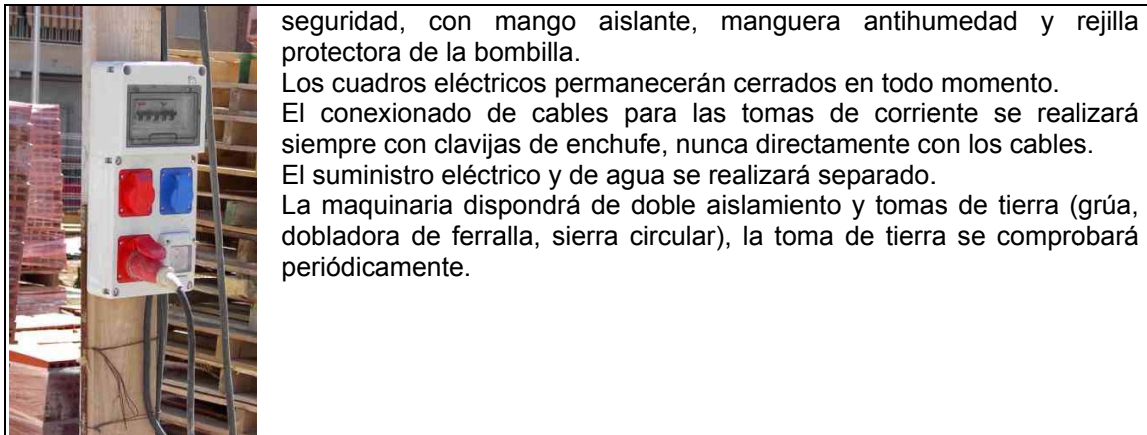 seguridad, con mango aislante, manguera antihumedad y rejilla
protectora de la bombilla.
Los cuadros eléctricos permanecerán cerrados en todo momento.
El conexionado de cables para las tomas de corriente se realizará
siempre con clavijas de enchufe, nunca directamente con los cables.
El suministro eléctrico y de agua se realizará separado.
La maquinaria dispondrá de doble aislamiento y tomas de tierra (grúa,
dobladora de ferralla, sierra circular), la toma de tierra se comprobará
periódicamente.